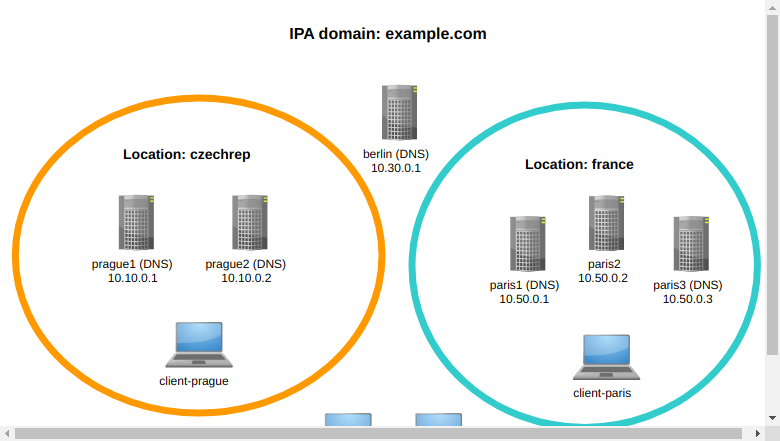 IPA domain: example.com
berlin (DNS)
10.30.0.1
Location: czechrep
prague1 (DNS)
10.10.0.1
prague2 (DNS)
10.10.0.2
client-prague
Location: france
paris1 (DNS)
10.50.0.1
paris2
10.50.0.2
paris3 (DNS)
10.50.0.3
client-paris